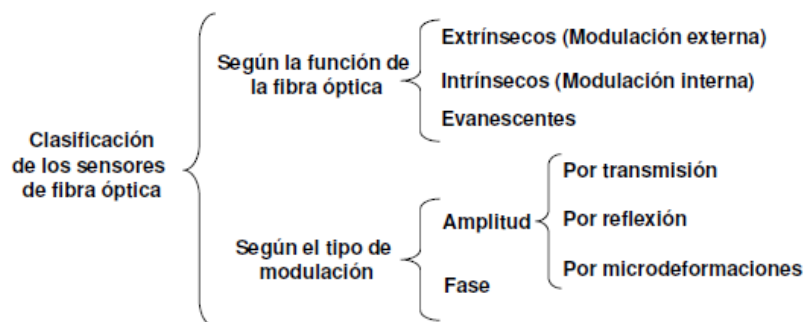 Clasificación
de los sensores
de fibra óptica
Según la función de
la fibra óptica
Extrínsecos (Modulación externa)
Intrínsecos (Modulación interna)
Evanescentes
Según el tipo de
modulación
Amplitud
Por transmisión
Por reflexión
Por microdeformaciones
Fase